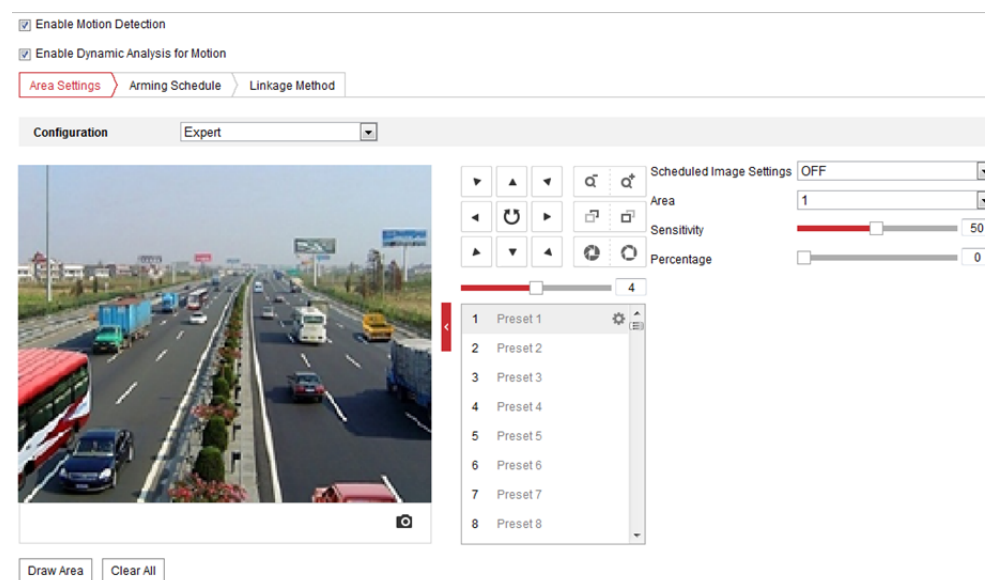 Enable Motion Detection
Enable Dynamic Analysis for Motion
Area Settings Arming Schedule Linkage Method
Configuration Expert
Scheduled Image Settings OFF
Area 1
Sensitivity 50
Percentage 0
4
1 Preset 1
2 Preset 2
3 Preset 3
4 Preset 4
5 Preset 5
6 Preset 6
7 Preset 7
8 Preset 8
Draw Area Clear All